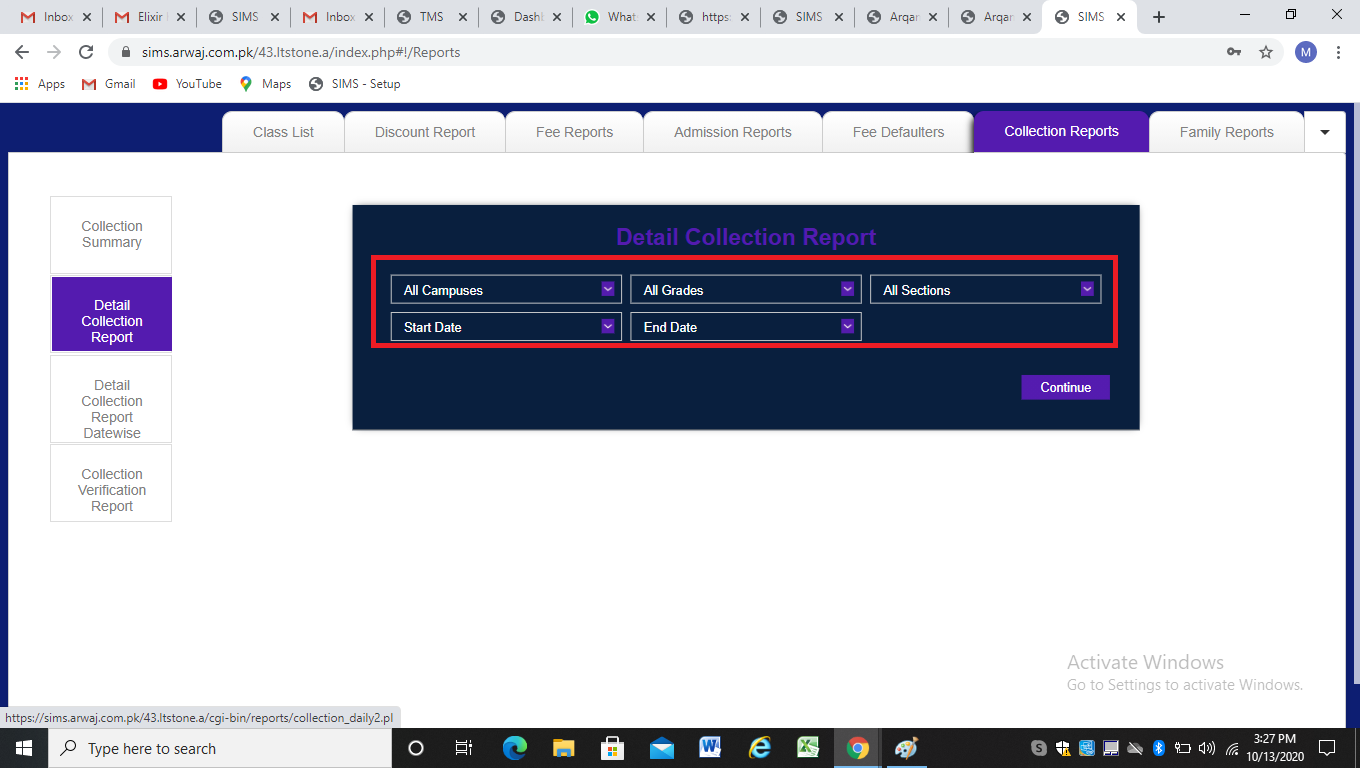 Inbox
Elixir
SIMS
Inbox
TMS
Dashl
What
https:
SIMS
Arqar
Arqar
SIMS
sims.arwaj.com.pk/43.ltstone.a/index.php#!/Reports
M
Apps
Gmail
YouTube
Maps
SIMS - Setup
Class List
Discount Report
Fee Reports
Admission Reports
Fee Defaulters
Collection Reports
Family Reports
Collection
Summary
Detail
Collection
Report
Detail
Collection
Report
Datewise
Collection
Verification
Report
Detail Collection Report
All Campuses
All Grades
All Sections
Start Date
End Date
Continue
Activate Windows
Go to Settings to activate Windows.
https://sims.arwaj.com.pk/43.ltstone.a/cgi-bin/reports/collection_daily2.pl
Type here to search
3:27 PM
10/13/2020